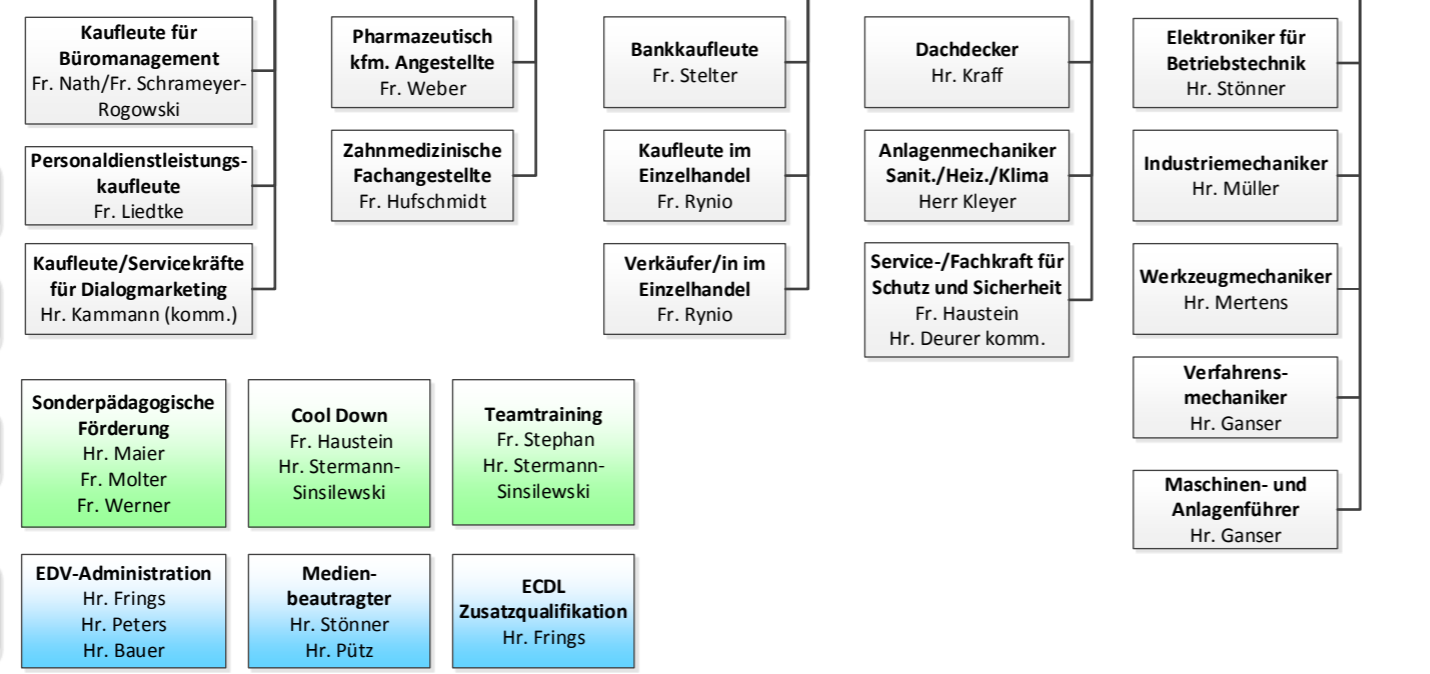 Kaufleute für
Büromanagement
Fr. Nath/Fr. Schrameyer-
Rogowski
Personaldienstleistungs-
kaufleute
Fr. Liedtke
Kaufleute/Servicekräfte
für Dialogmarketing
Hr. Kammann (komm.)
Pharmazeutisch
kfm. Angestellte
Fr. Weber
Zahnmedizinische
Fachangestellte
Fr. Hufschmidt
Bankkaufleute
Fr. Stelter
Kaufleute im
Einzelhandel
Fr. Rynio
Verkäufer/in im
Einzelhandel
Fr. Rynio
Dachdecker
Hr. Kraff
Anlagenmechaniker
Sanit./Heiz./Klima
Herr Kleyer
Service-/Fachkraft für
Schutz und Sicherheit
Fr. Haustein
Hr. Deurer komm.
Elektroniker für
Betriebstechnik
Hr. Stönner
Industriemechaniker
Hr. Müller
Werkzeugmechaniker
Hr. Mertens
Verfahrens-
mechaniker
Hr. Ganser
Maschinen- und
Anlagenführer
Hr. Ganser
Sonderpädagogische
Förderung
Hr. Maier
Fr. Molter
Fr. Werner
Cool Down
Fr. Haustein
Hr. Stermann-
Sinsilewski
Teamtraining
Fr. Stephan
Hr. Stermann-
Sinsilewski
EDV-Administration
Hr. Frings
Hr. Peters
Hr. Bauer
Medien-
beautragter
Hr. Stönner
Hr. Pütz
ECDL
Zusatzqualifikation
Hr. Frings